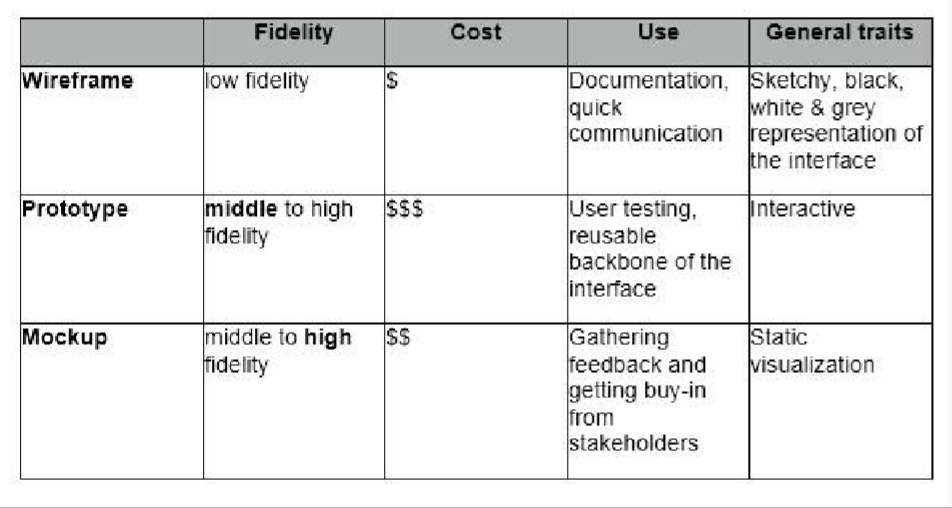 Fidelity Cost Use General traits
Wireframe
low fidelity
$
Documentation,
quick
communication
Sketchy, black,
white & grey
representation of
the interface
Prototype
middle to high
fidelity
$$$
User testing,
reusable
backbone of the
interface
Interactive
Mockup
middle to high
fidelity
$$
Gathering
feedback and
getting buy-in
from
stakeholders
Static
visualization